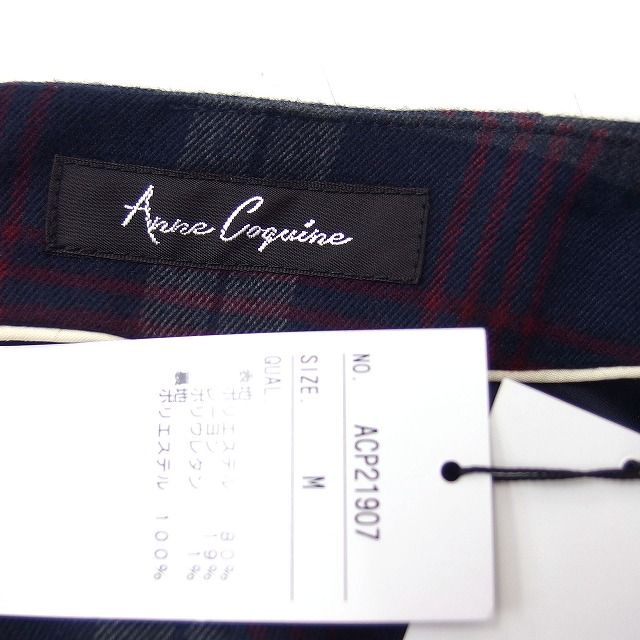 Anne Coquine
NO. ACP21907
SIZE. M
QUAL.
表地 ポリエステル 80%
レーヨン 19%
ポリウレタン 1%
裏地 ポリエステル 100%